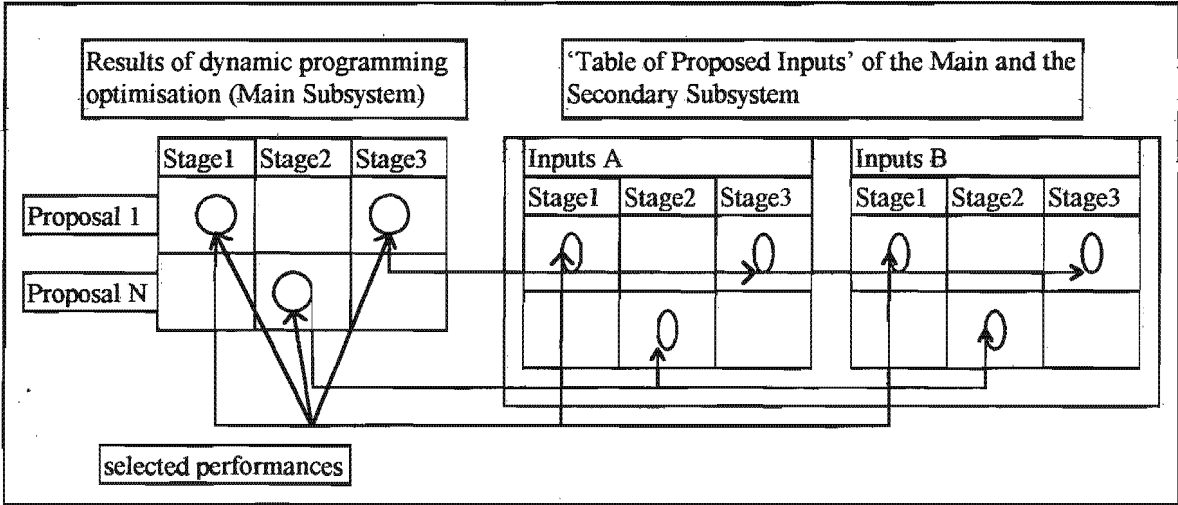 Results of dynamic programming
optimisation (Main Subsystem)
‘Table of Proposed Inputs’ of the Main and the
Secondary Subsystem
Stage1 Stage2 Stage3
Proposal 1
Proposal N
Inputs A
Stage1 Stage2 Stage3
Inputs B
Stage1 Stage2 Stage3
selected performances